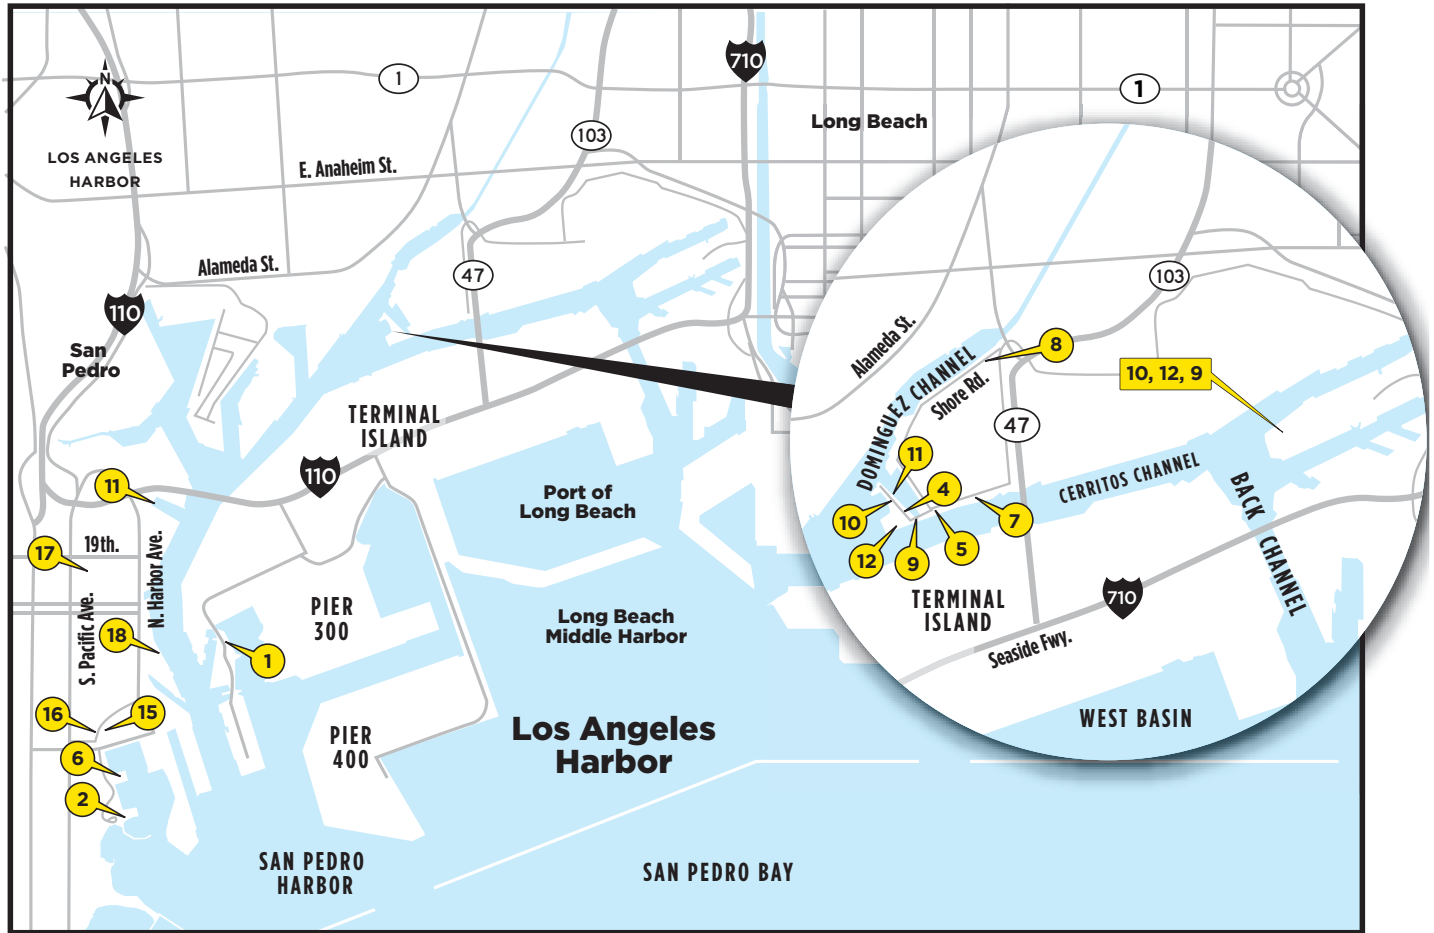 710
1
1
Long Beach
N
LOS ANGELES
HARBOR
103
E. Anaheim St.
Alameda St.
47
110
San
Pedro
TERMINAL
ISLAND
110
11
Port of
Long Beach
19th.
17
N. Harbor Ave.
S. Pacific Ave.
PIER
300
Long Beach
Middle Harbor
18
1
16
15
6
2
PIER
400
Los Angeles
Harbor
SAN PEDRO
HARBOR
SAN PEDRO BAY
103
Alameda St.
8
DOMINGUEZ CHANNEL
Shore Rd.
10, 12, 9
47
11
4
10
12
9
5
7
CERRITOS CHANNEL
BACK CHANNEL
TERMINAL
ISLAND
710
Seaside Fwy.
WEST BASIN